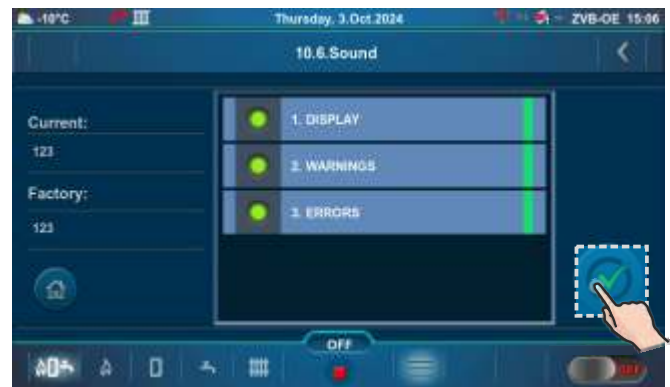 -10°C Thursday, 3.Oct.2024 ZVB-OE 15:06
10.6.Sound
Current:
123
Factory:
123
1. DISPLAY
2. WARNINGS
3. ERRORS
OFF
OFF